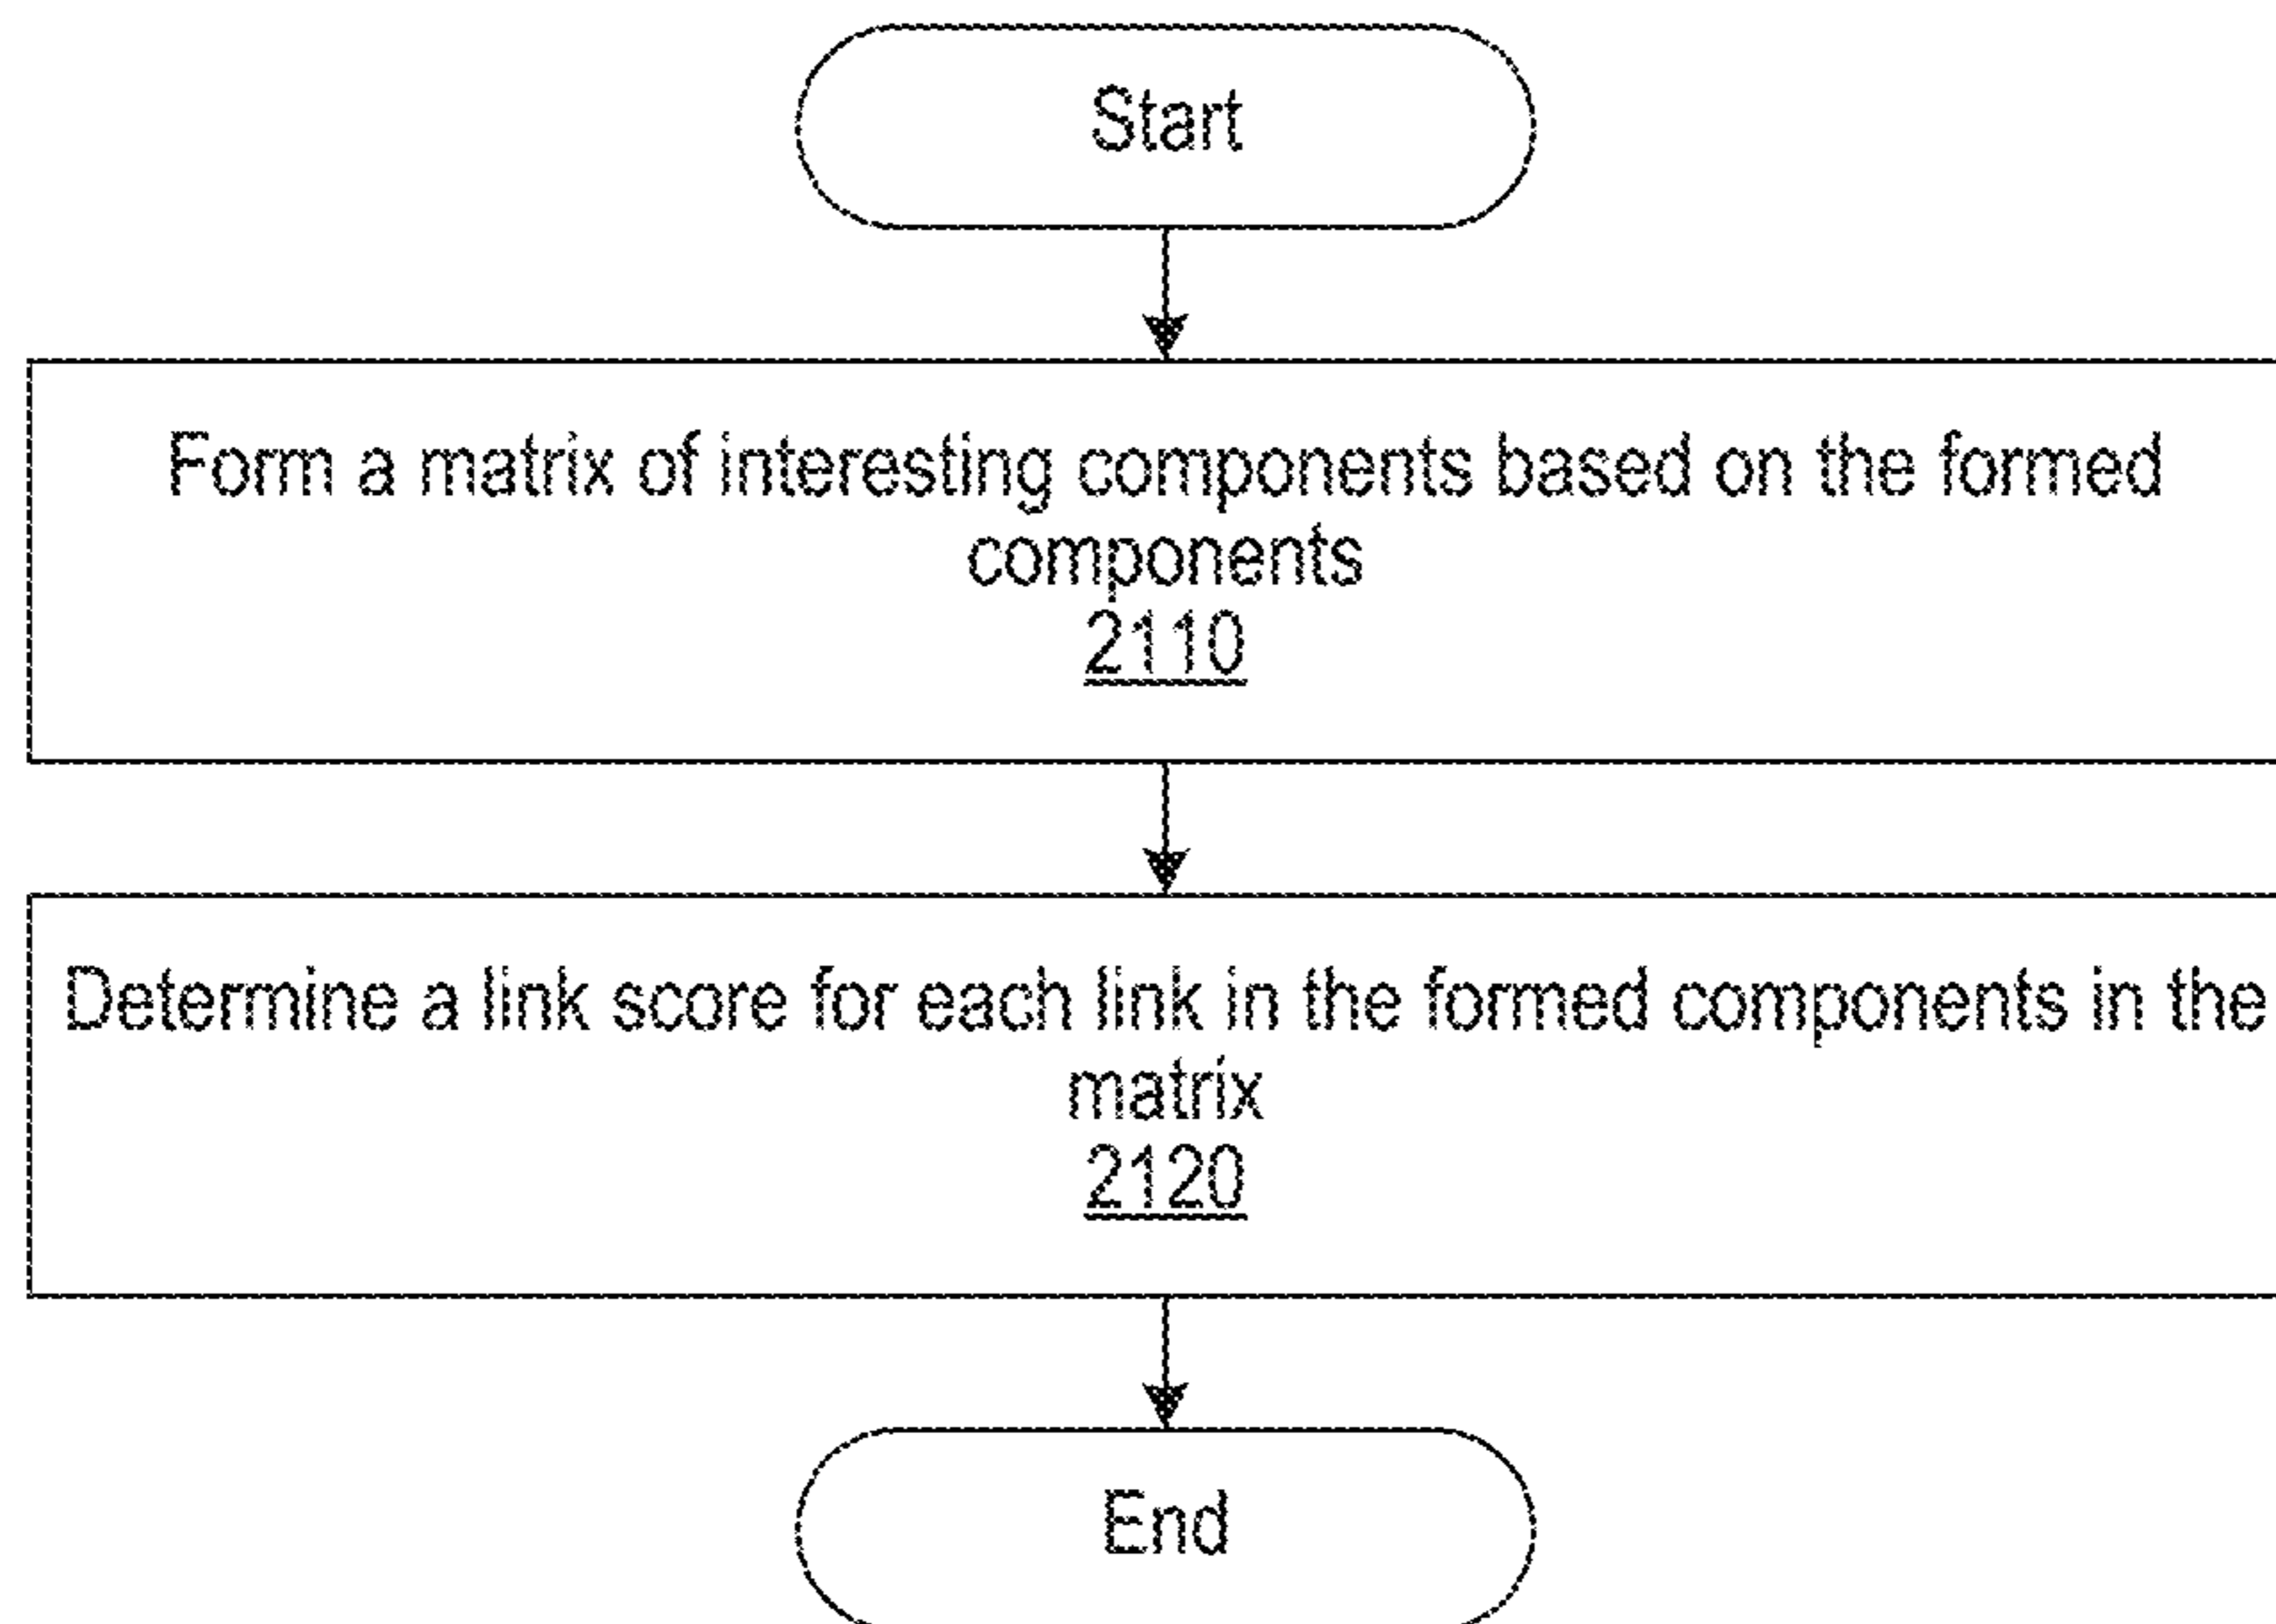 Start
Form a matrix of interesting components based on the formed
components
2110
Determine a link score for each link in the formed components in the
matrix
2120
End